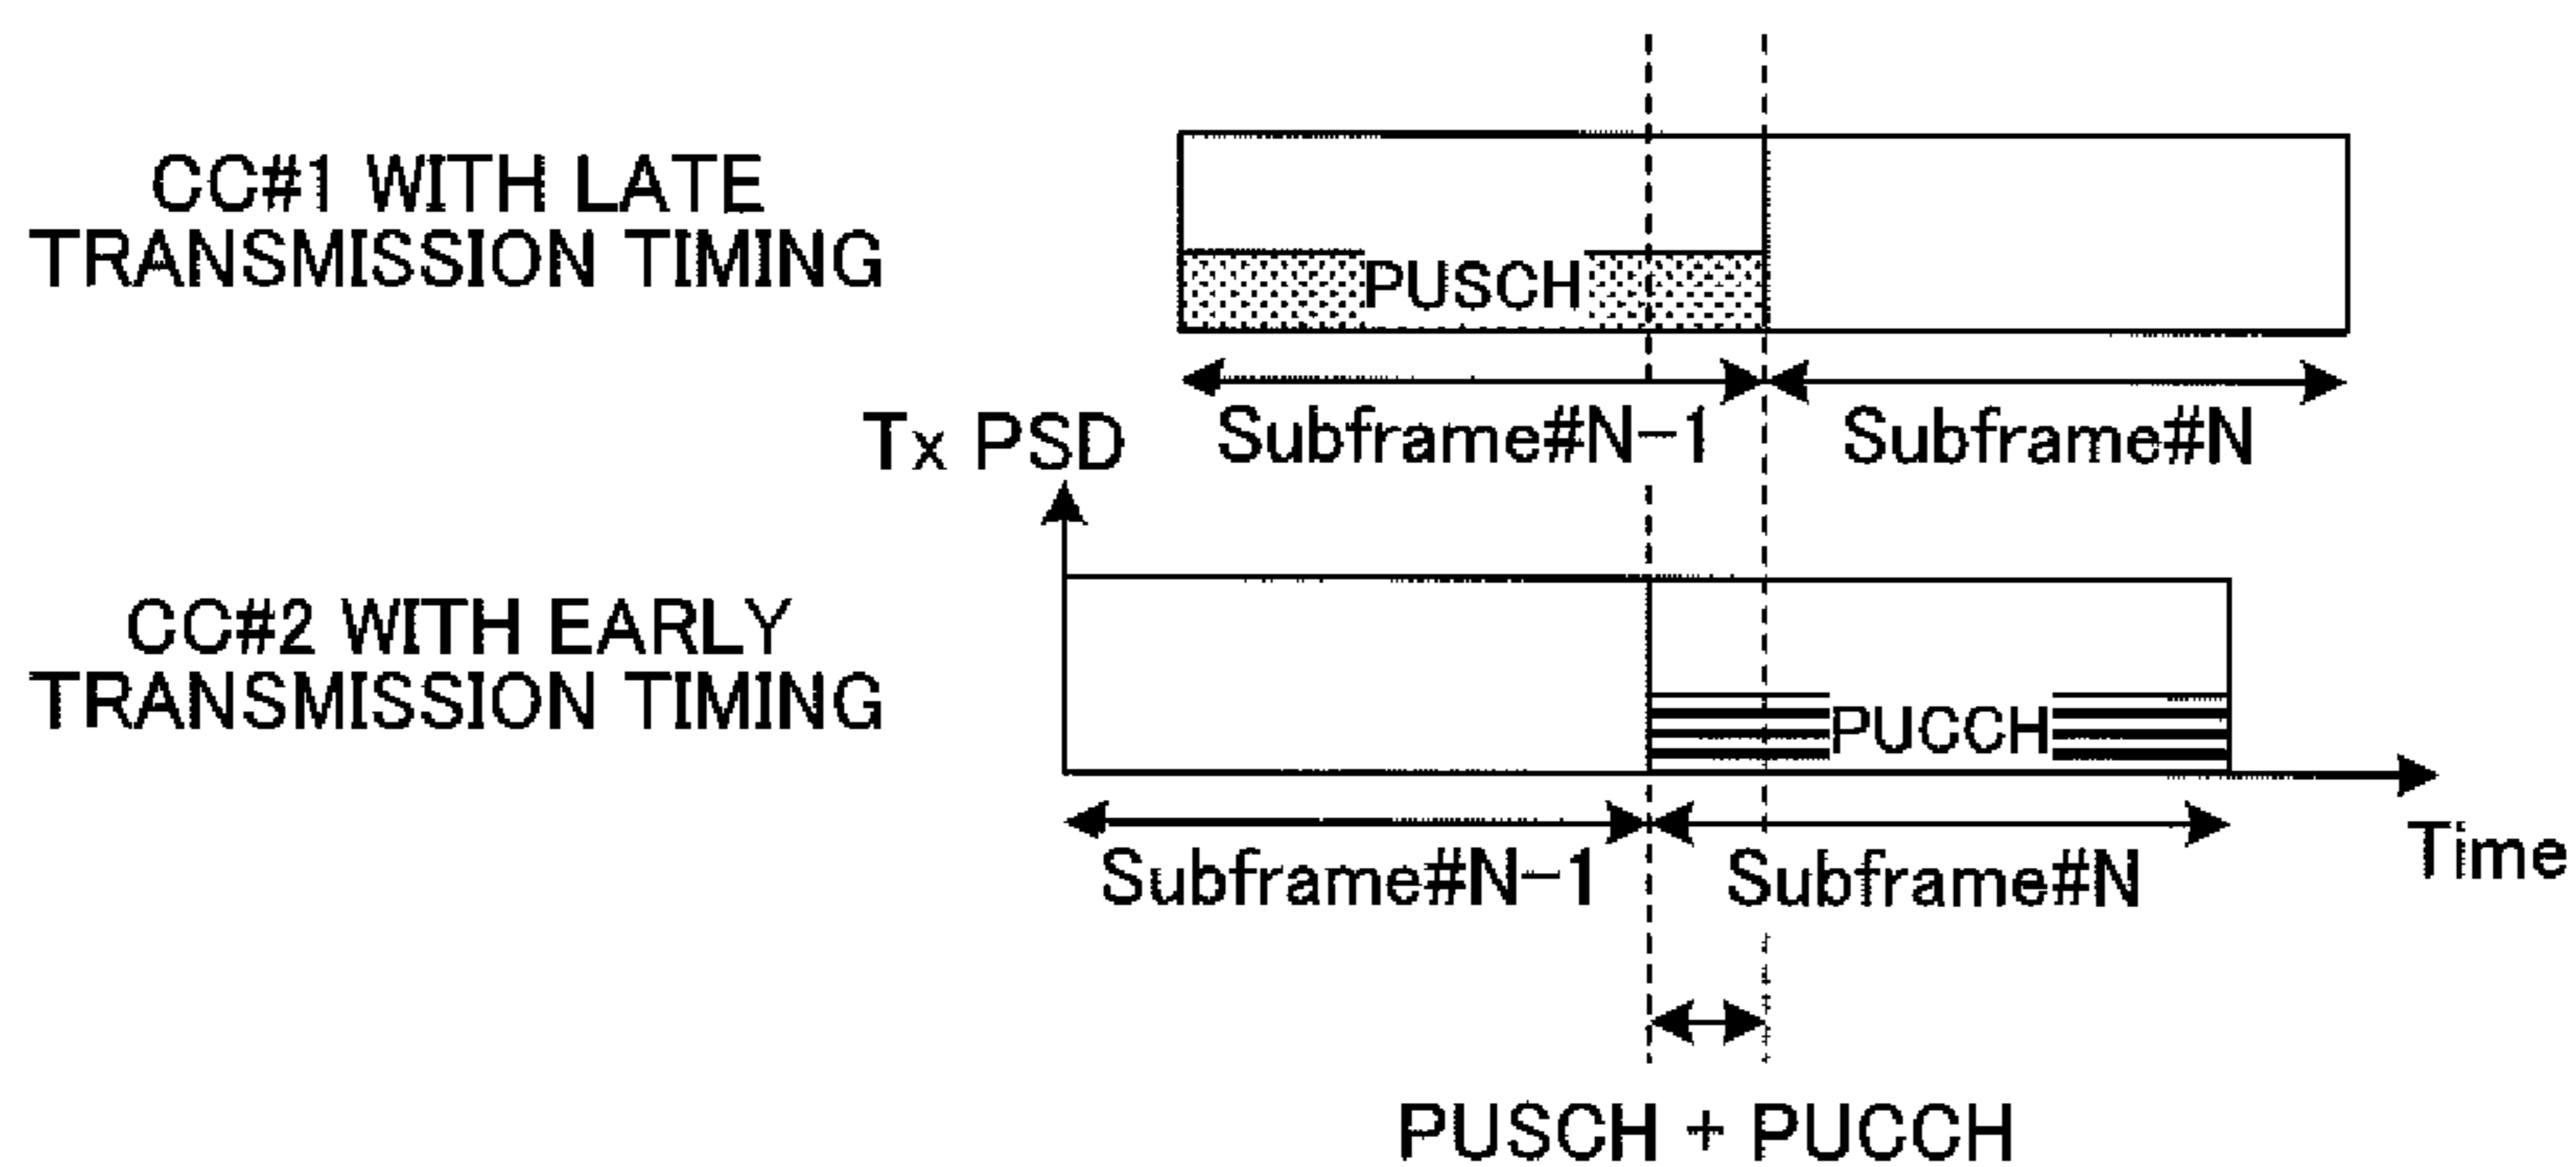 CC#1 WITH LATE
TRANSMISSION TIMING
PUSCH
Subframe#N-1
Subframe#N
Tx PSD
CC#2 WITH EARLY
TRANSMISSION TIMING
PUCCH
Subframe#N-1
Subframe#N
Time
PUSCH + PUCCH